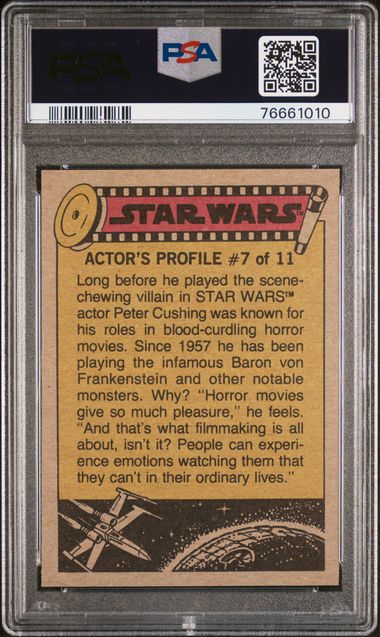 PSA
PSA
76661010
STAR WARS™
ACTOR'S PROFILE #7 of 11
Long before he played the scene-
chewing villain in STAR WARS™
actor Peter Cushing was known for
his roles in blood-curdling horror
movies. Since 1957 he has been
playing the infamous Baron von
Frankenstein and other notable
monsters. Why? "Horror movies
give so much pleasure," he feels.
"And that's what filmmaking is all
about, isn't it? People can experi-
ence emotions watching them that
they can't in their ordinary lives."